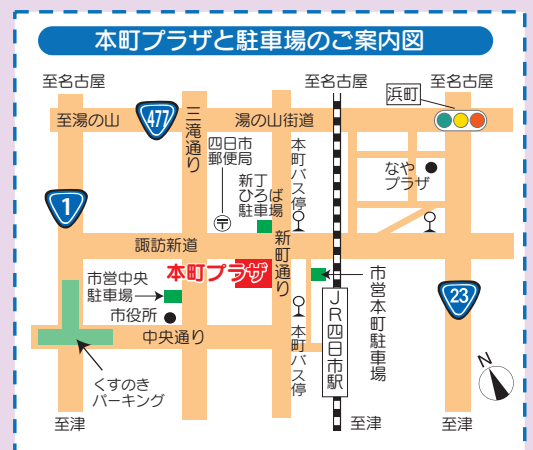 本町プラザと駐車場のご案内図
至名古屋
至名古屋
至名古屋
浜町
至湯の山
477
三滝通り
湯の山街道
四日市
郵便局
本町バス停
なや
プラザ
新丁
ひろば
駐車場
1
諏訪新道
新町通り
本町プラザ
市営中央
駐車場
市役所
中央通り
本町バス停
JR四日市駅
市営本町駐車場
23
くすのき
パーキング
N
至津
至津
至津